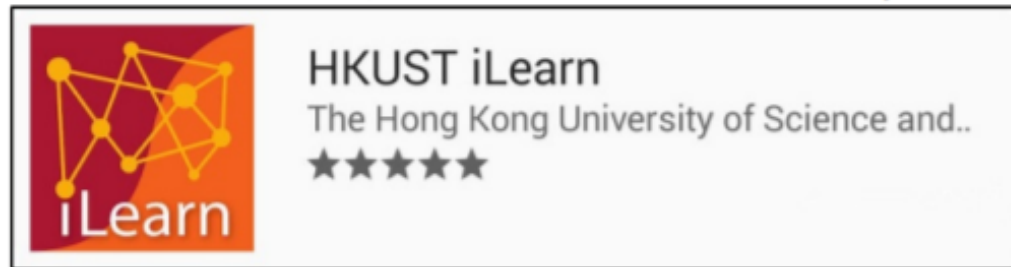 iLearn
HKUST iLearn
The Hong Kong University of Science and..